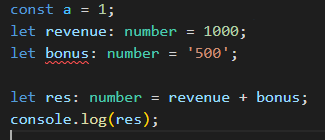 const a = 1;
let revenue: number = 1000;
let bonus: number = '500';
let res: number = revenue + bonus;
console.log(res);